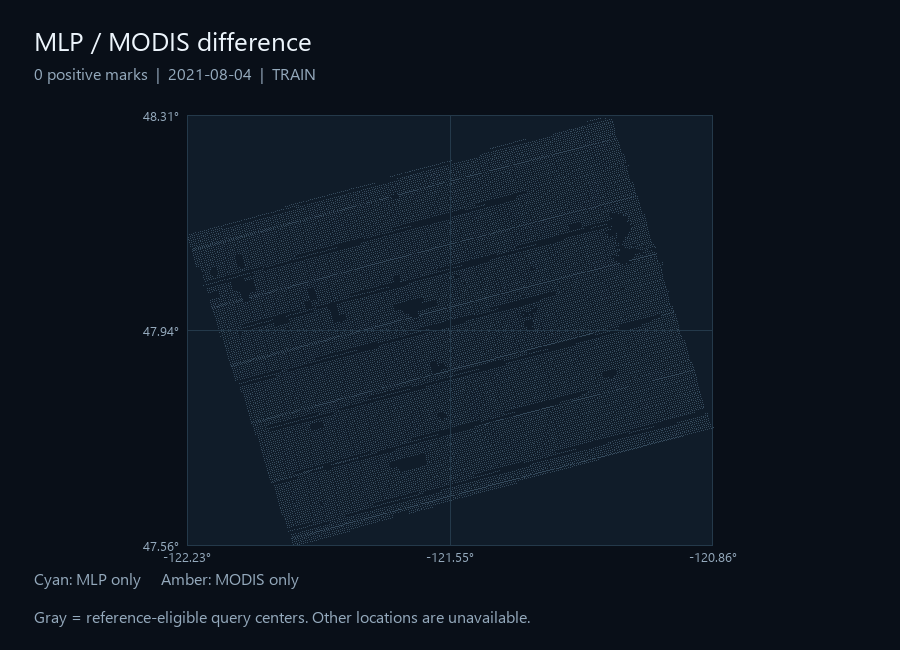 MLP / MODIS difference
0 positive marks | 2021-08-04 | TRAIN
48.31°
47.94°
47.56°
-122.23° -121.55° -120.86°
Cyan: MLP only Amber: MODIS only
Gray = reference-eligible query centers. Other locations are unavailable.